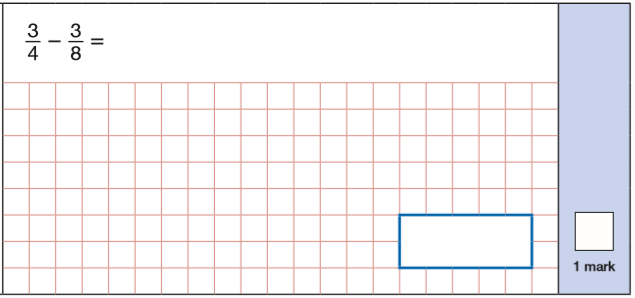 3/4 − 3/8 =
1 mark